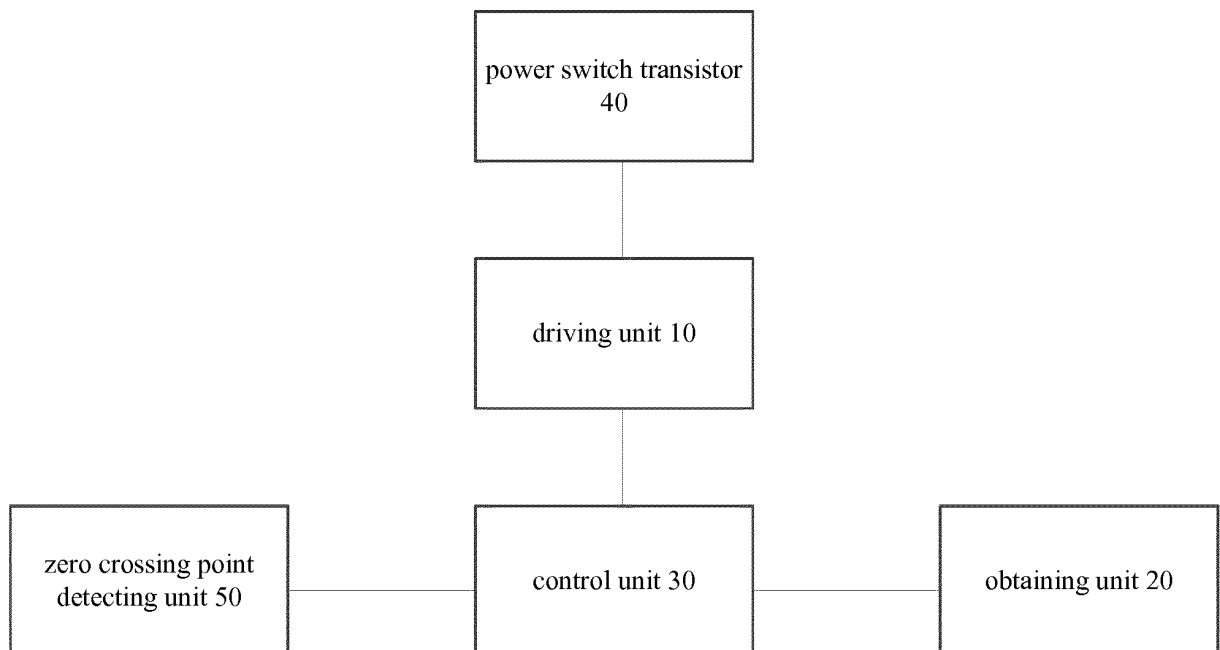 power switch transistor
40
driving unit 10
zero crossing point
detecting unit 50
control unit 30
obtaining unit 20